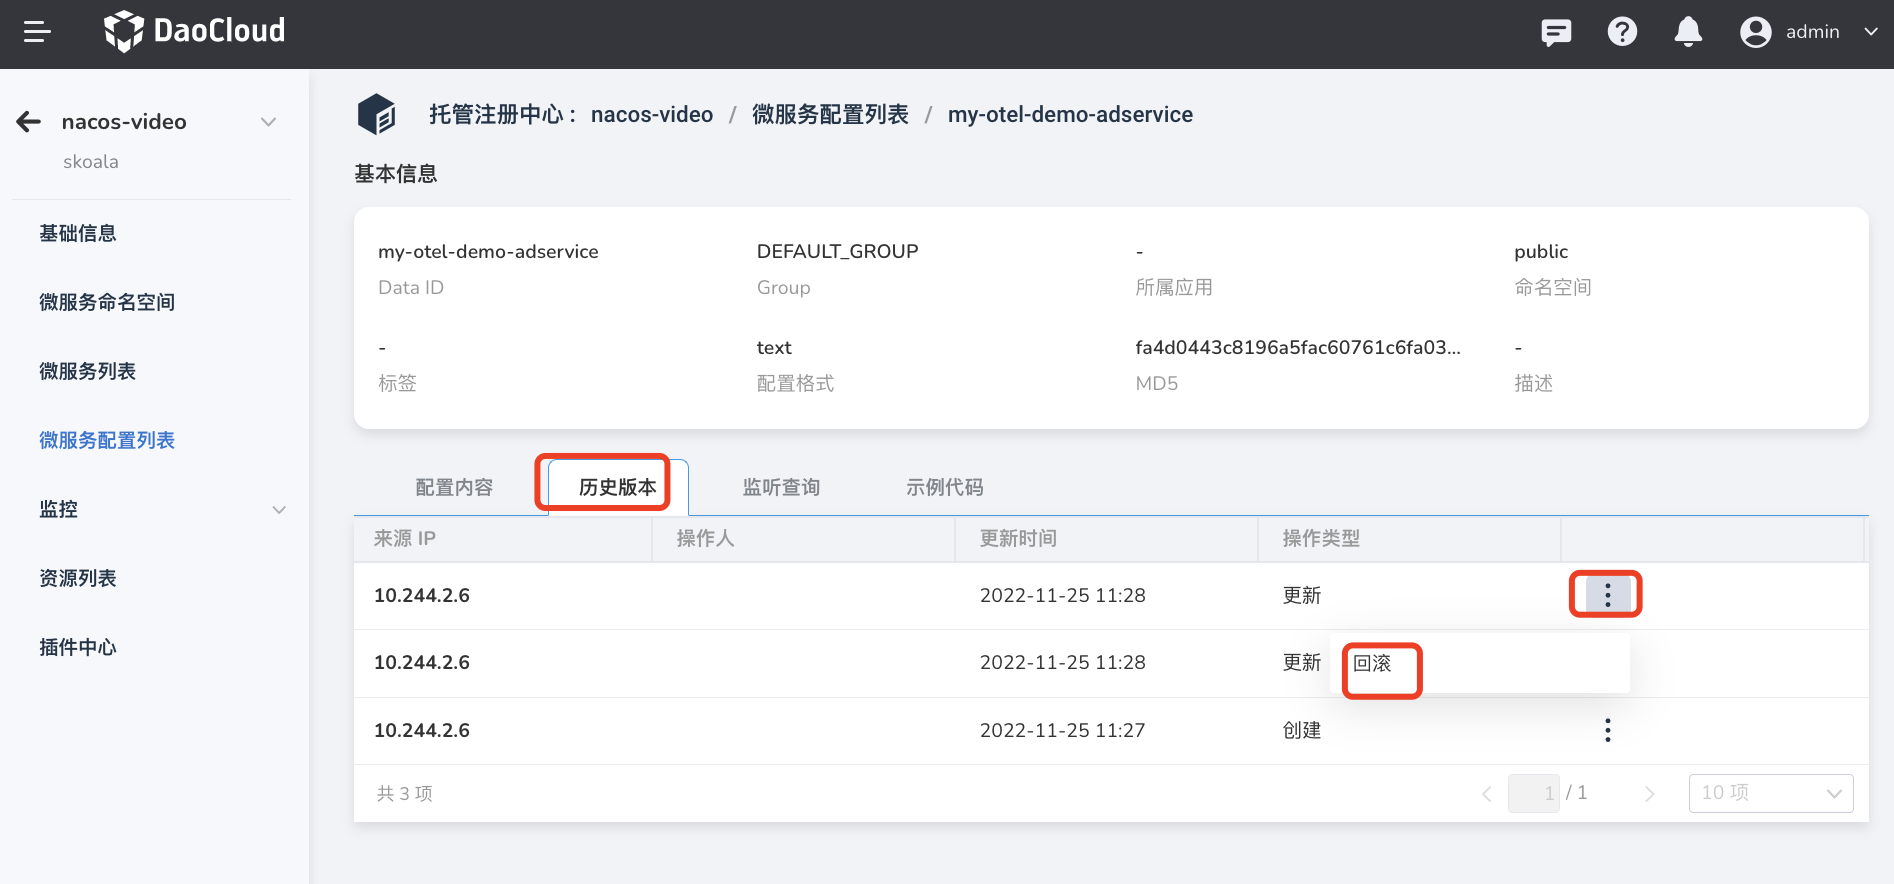 DaoCloud
admin
nacos-video
skoala
基础信息
微服务命名空间
微服务列表
微服务配置列表
监控
资源列表
插件中心
托管注册中心： nacos-video / 微服务配置列表 / my-otel-demo-adservice
基本信息
my-otel-demo-adservice DEFAULT_GROUP - public
Data ID Group 所属应用 命名空间
- text fa4d0443c8196a5fac60761c6fa03... -
标签 配置格式 MD5 描述
配置内容 历史版本 监听查询 示例代码
来源 IP 操作人 更新时间 操作类型
10.244.2.6 2022-11-25 11:28 更新
10.244.2.6 2022-11-25 11:28 更新 回滚
10.244.2.6 2022-11-25 11:27 创建
共 3 项 1 / 1 10 项